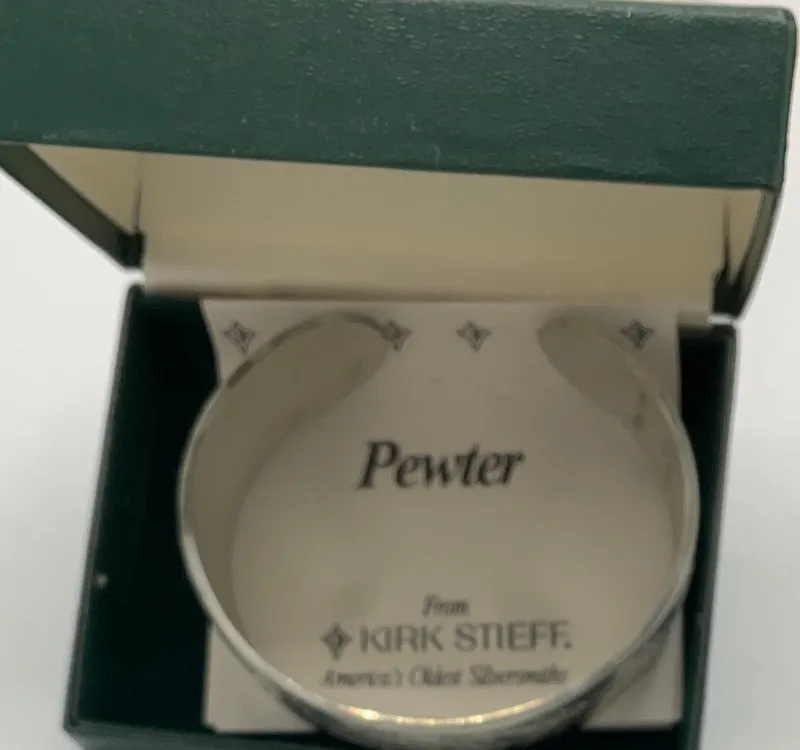 Pewter
From
KIRK STIEFF.
America's Oldest Silversmiths